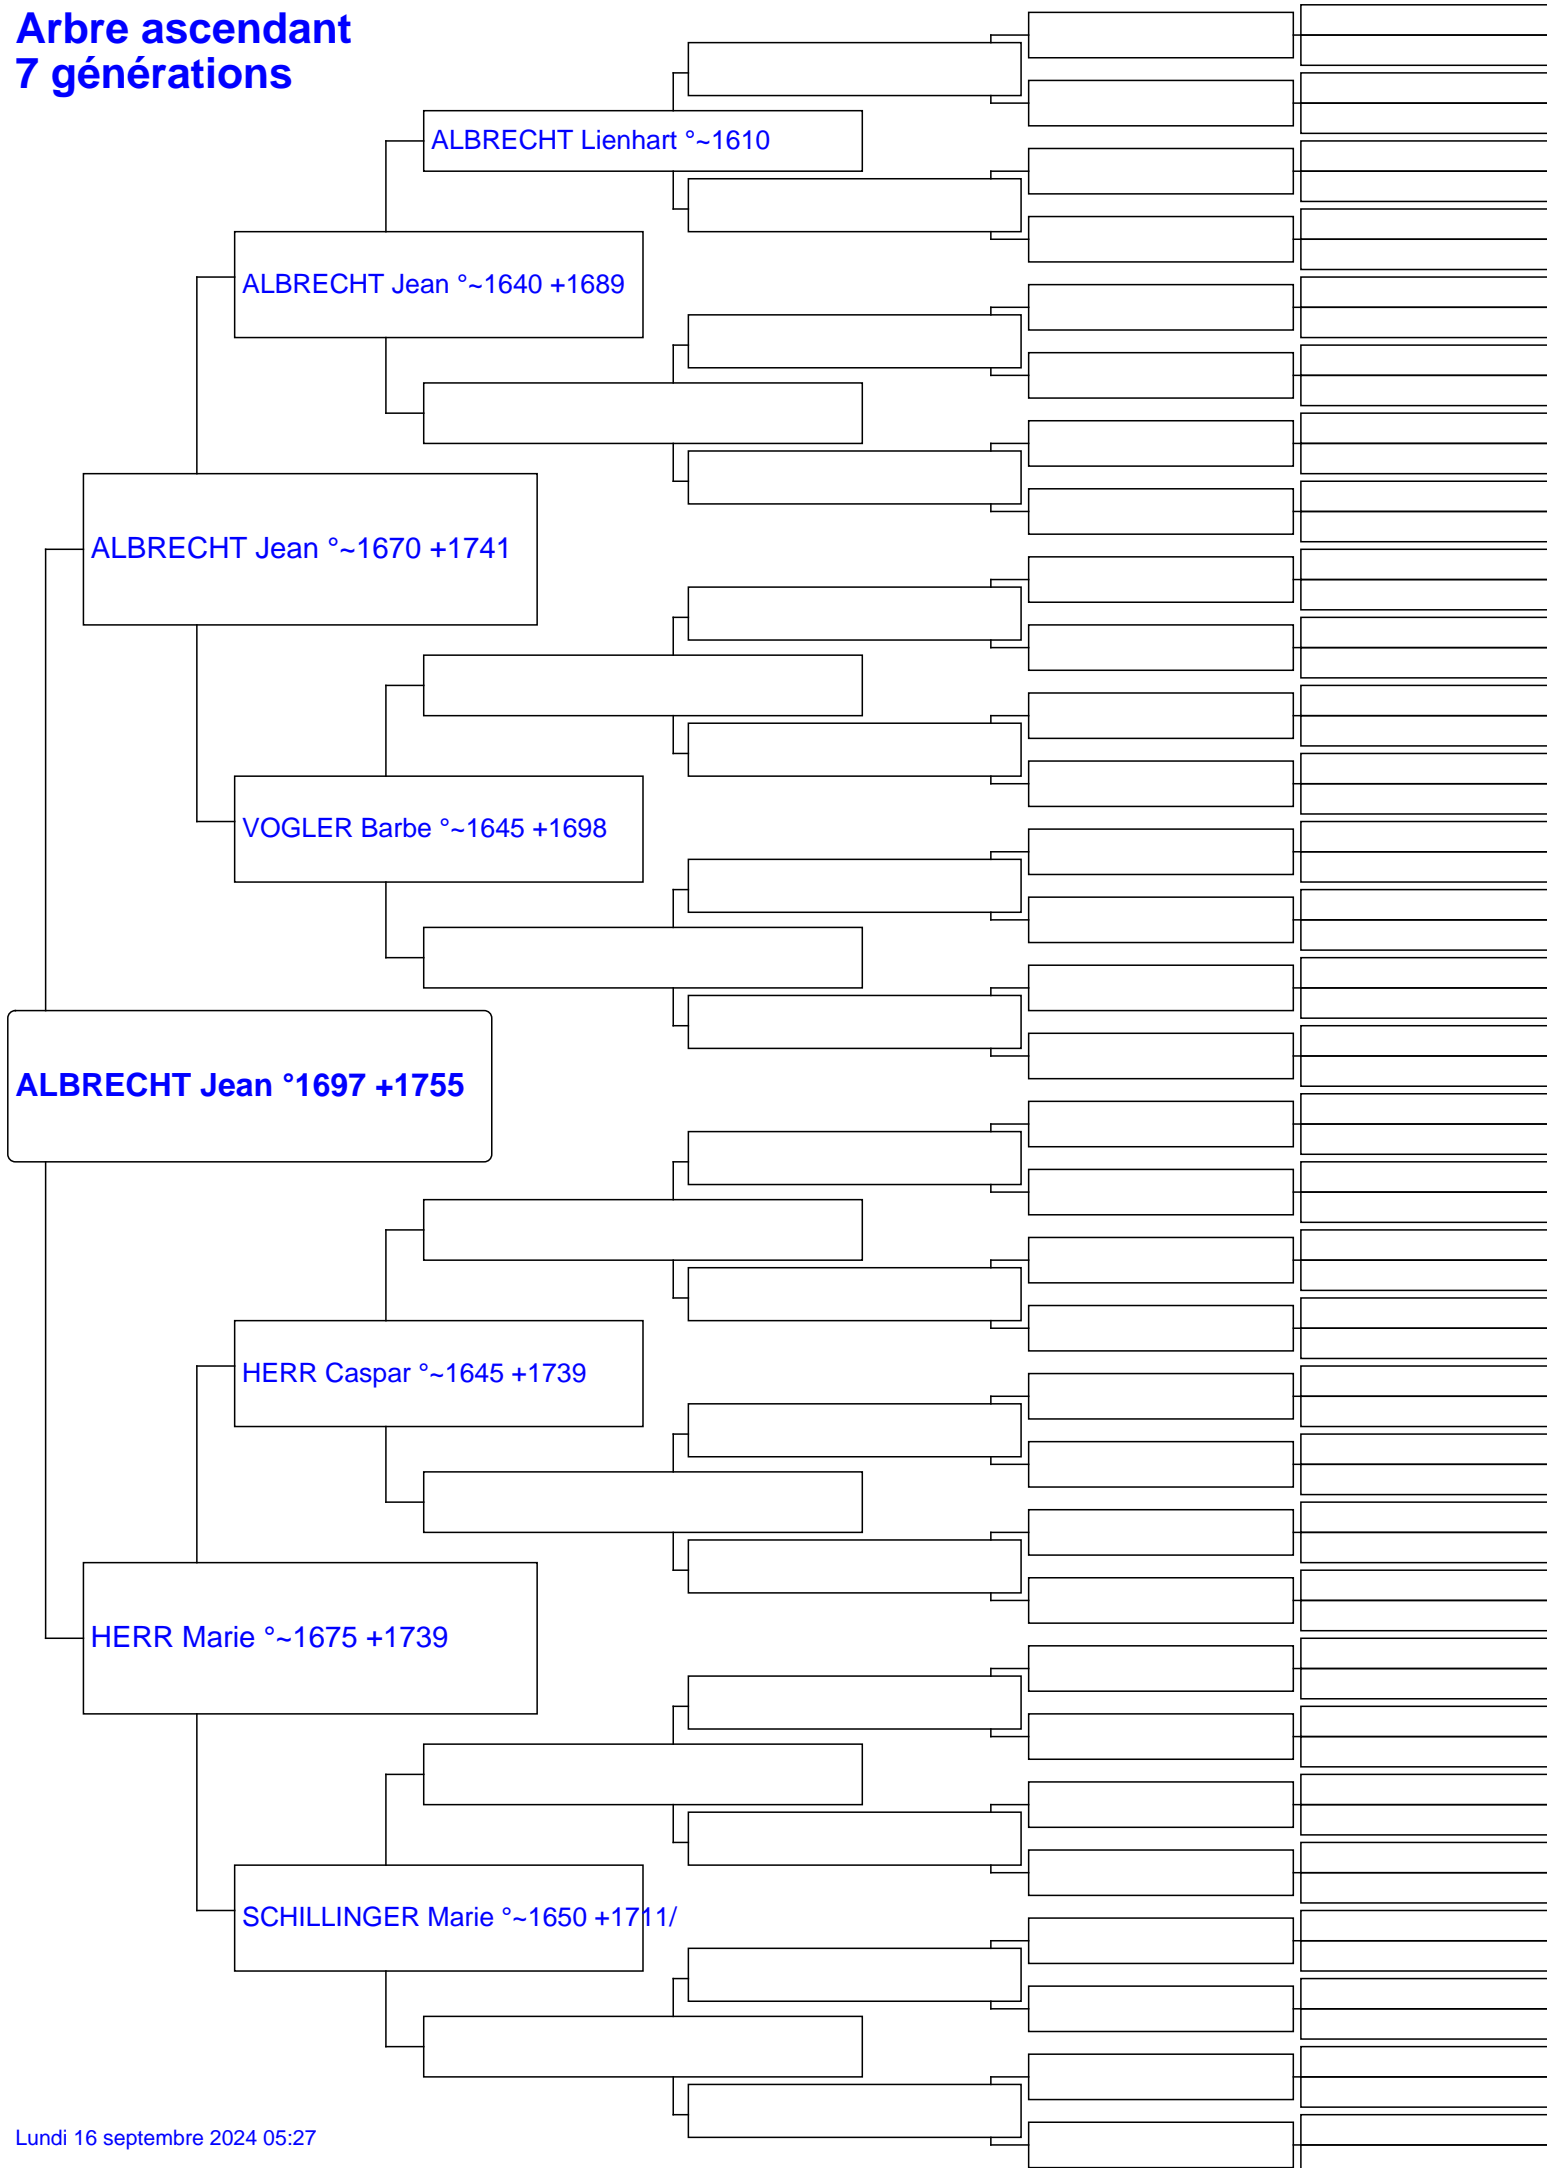 Arbre ascendant
7 générations
ALBRECHT Lienhart °~1610
ALBRECHT Jean °~1640 +1689
ALBRECHT Jean °~1670 +1741
VOGLER Barbe °~1645 +1698
ALBRECHT Jean °1697 +1755
HERR Caspar °~1645 +1739
HERR Marie °~1675 +1739
SCHILLINGER Marie °~1650 +1711/
Lundi 16 septembre 2024 05:27